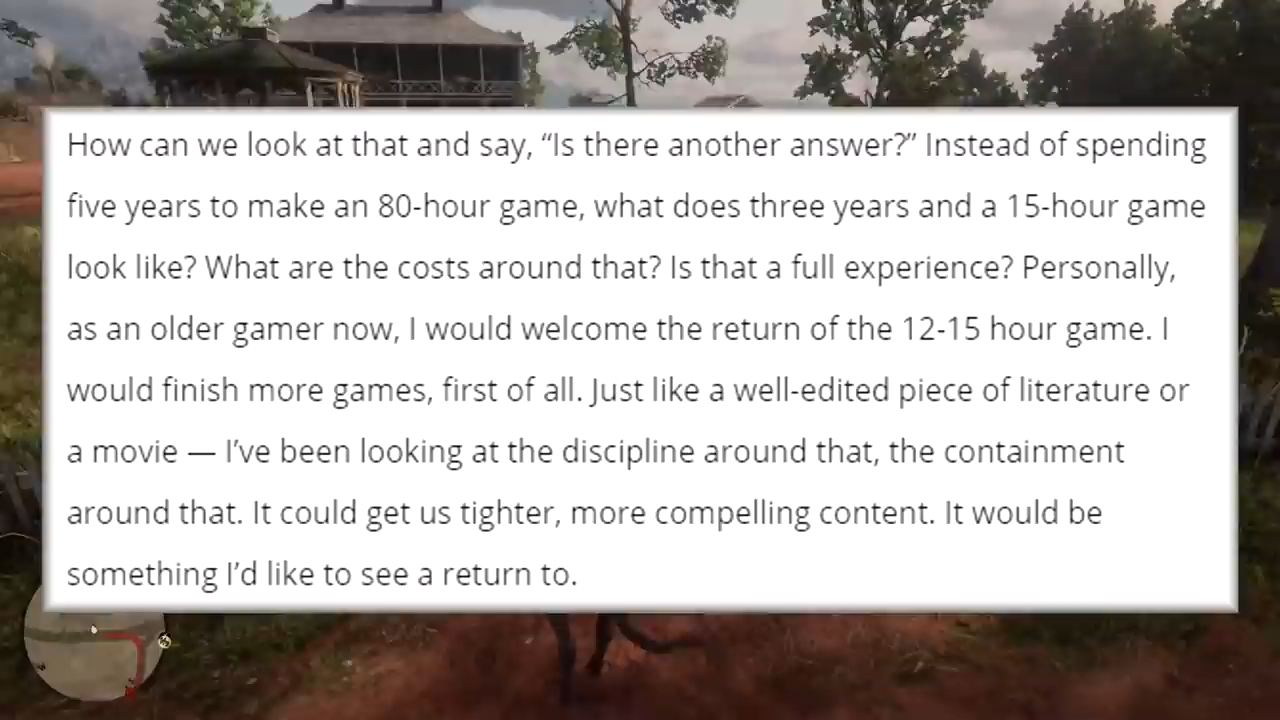 How can we look at that and say, “Is there another answer?” Instead of spending
five years to make an 80-hour game, what does three years and a 15-hour game
look like? What are the costs around that? Is that a full experience? Personally,
as an older gamer now, I would welcome the return of the 12-15 hour game. I
would finish more games, first of all. Just like a well-edited piece of literature or
a movie — I’ve been looking at the discipline around that, the containment
around that. It could get us tighter, more compelling content. It would be
something I’d like to see a return to.